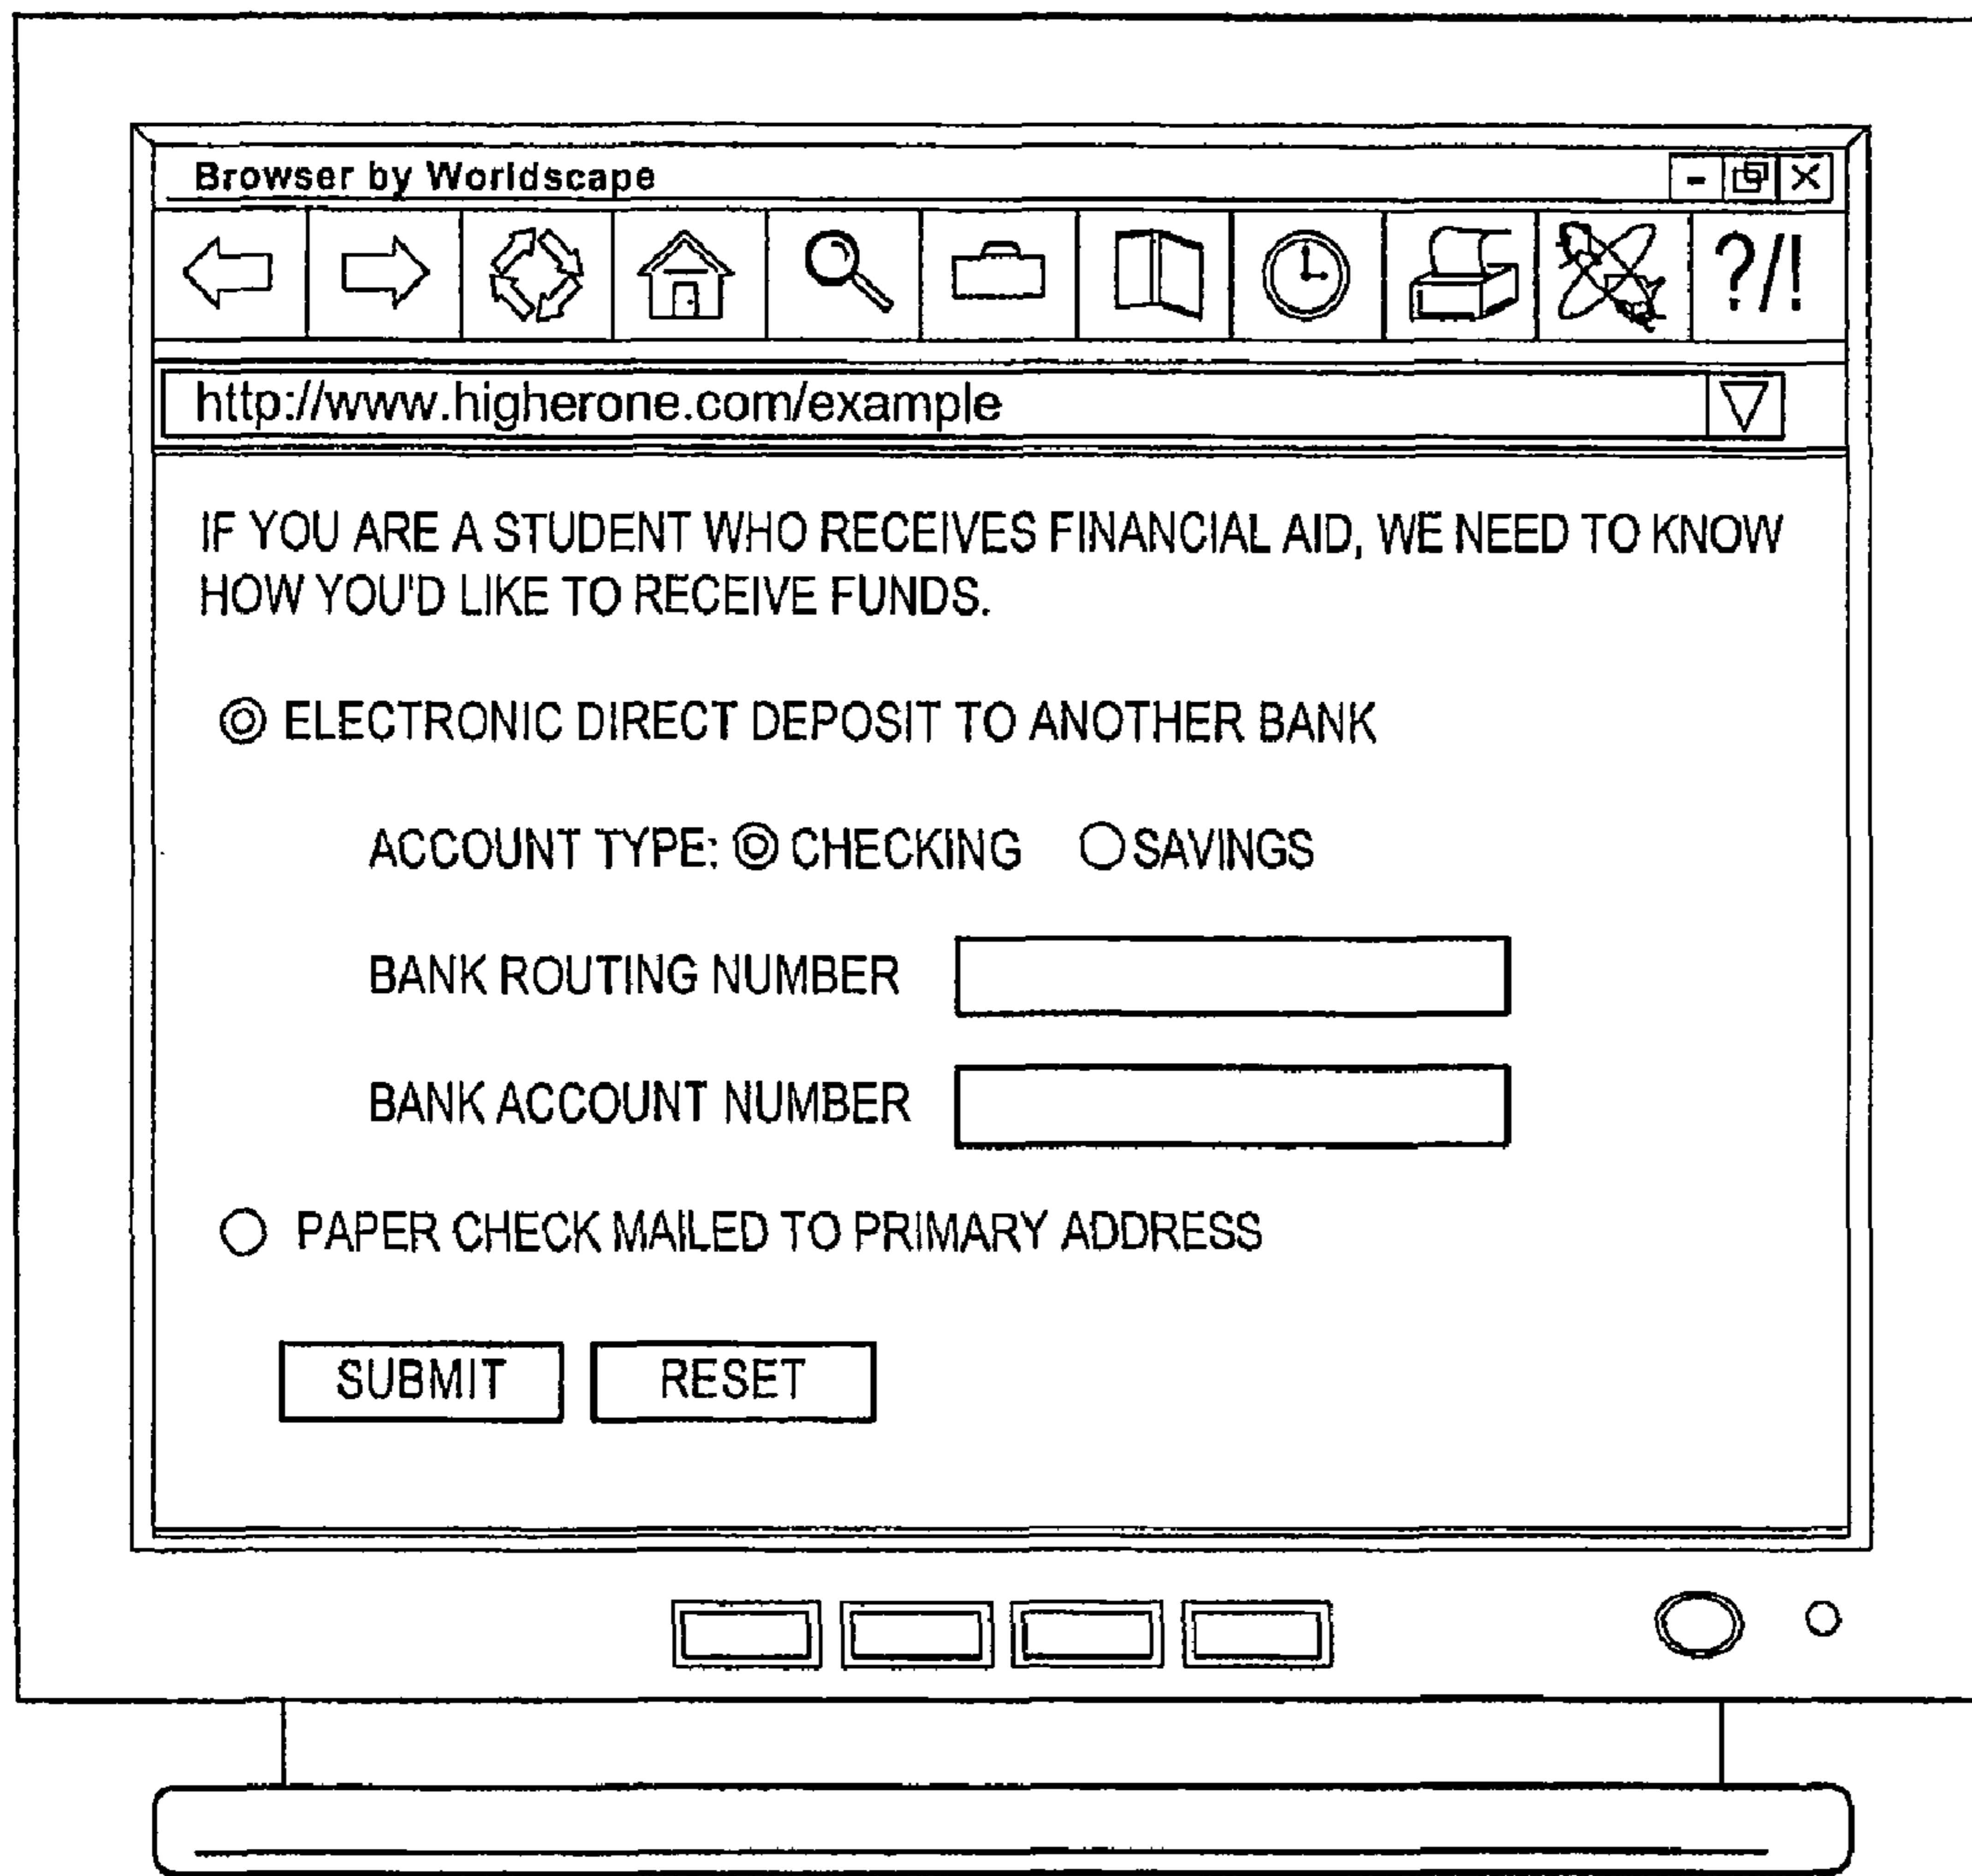 Browser by Worldscape
?/!
http://www.higherone.com/example
IF YOU ARE A STUDENT WHO RECEIVES FINANCIAL AID, WE NEED TO KNOW
HOW YOU'D LIKE TO RECEIVE FUNDS.
ELECTRONIC DIRECT DEPOSIT TO ANOTHER BANK
ACCOUNT TYPE: CHECKING SAVINGS
BANK ROUTING NUMBER
BANK ACCOUNT NUMBER
PAPER CHECK MAILED TO PRIMARY ADDRESS
SUBMIT RESET